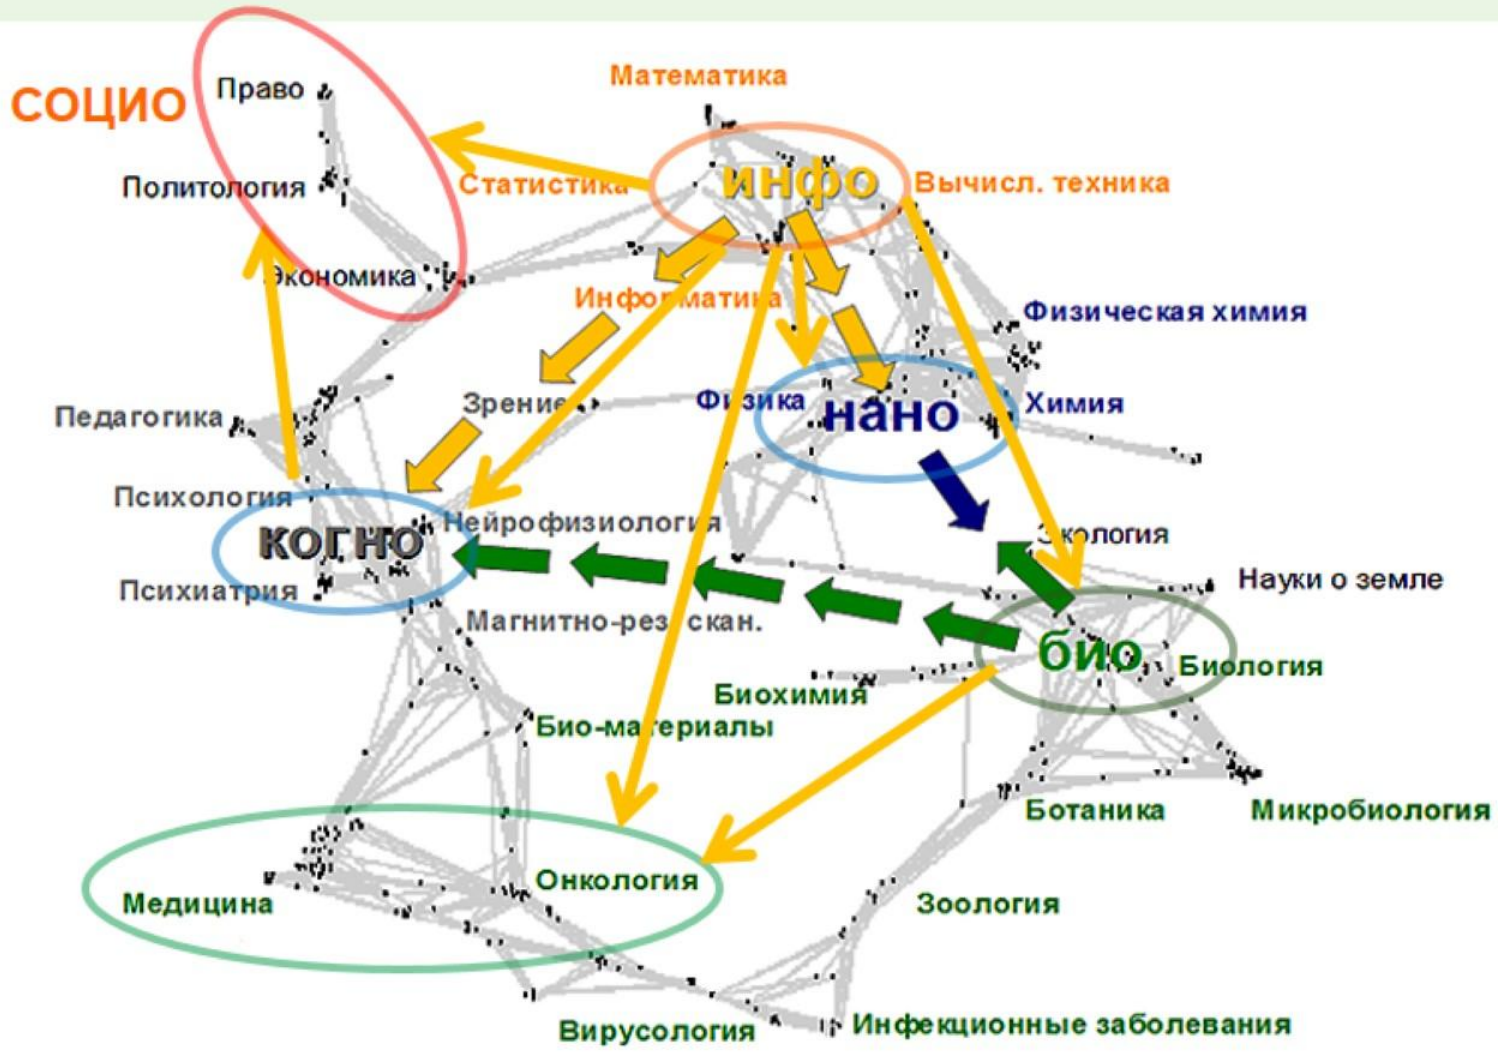 Математика
Право
СОЦИО
инфо
Политология
Статистика
Вычисл. техника
Экономика
Информатика
Физическая химия
Зрение
Физика
нано
Химия
Педагогика
Психология
когно
Нейрофизиология
Экология
Психиатрия
Науки о земле
Магнитно-рез. скан.
био
Биология
Биохимия
Био-материалы
Ботаника
Микробиология
Онкология
Медицина
Зоология
Вирусология
Инфекционные заболевания